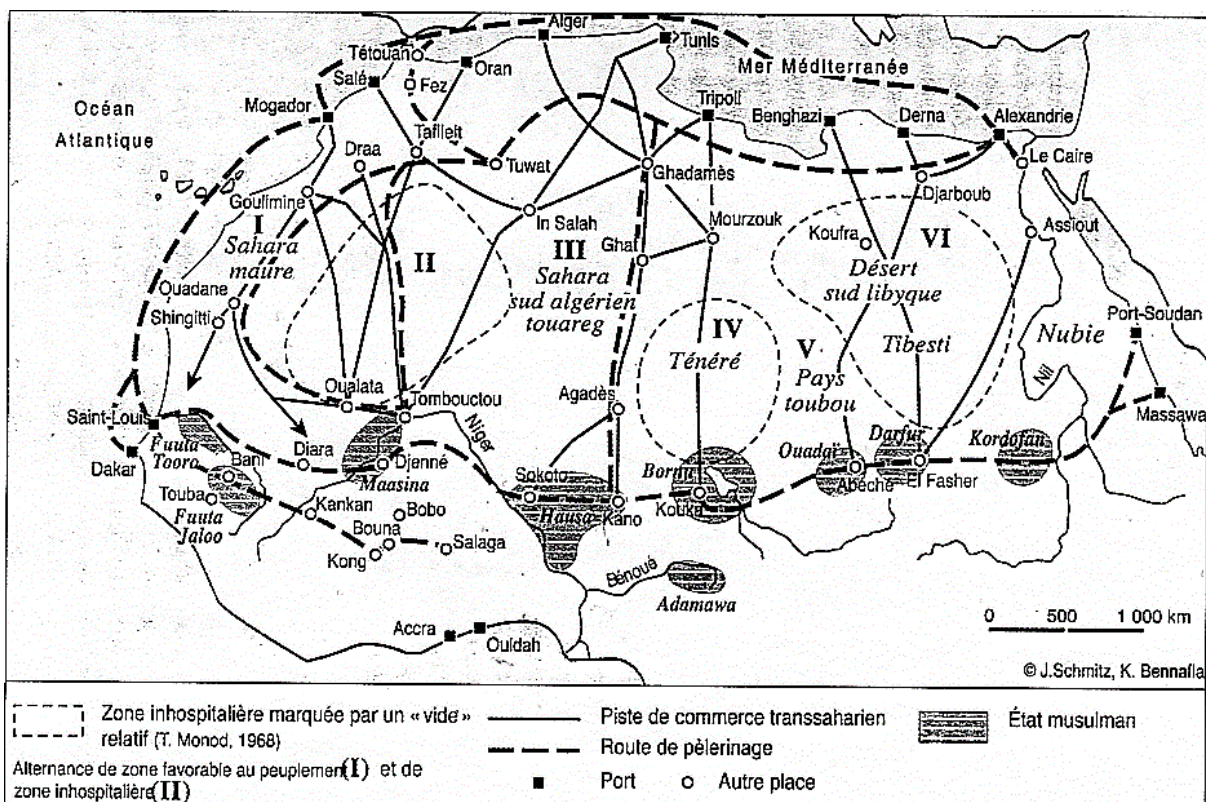 Alger
Tunis
Tétouan
Oran
Mer Méditerranée
Salé
Fez
Océan
Atlantique
Mogador
Tripoli
Benghazi
Derna
Alexandrie
Tafileit
Draa
Tuwat
Ghadamès
Le Caire
Djarboub
Goulimine
In Salah
Mourzouk
Assiout
I
Sahara
maure
II
III
Sahara
sud algérien
touareg
Ghat
Koufra
VI
Désert
sud libyque
Ouadane
Shingitti
IV
Ténéré
V
Pays
toubou
Tibesti
Nubie
Port-Soudan
Nil
Oualata
Tombouctou
Agadès
Massawa
Saint-Louis
Niger
Fuuta
Tooro
Dakar
Bani
Diara
Djenné
Maasina
Sokoto
Bornu
Ouadaï
Darfur
Kordofan
Abéché
El Fasher
Touba
Fuuta
Jaloo
Kankan
Bobo
Bouna
Kong
Salaga
Hausa
Kano
Kouka
Bénoué
Adamawa
Accra
Ouidah
0 500 1 000 km
© J.Schmitz, K. Bennafla
Zone inhospitalière marquée par un «vide»
relatif (T. Monod, 1968)
Alternance de zone favorable au peuplement(I) et de
zone inhospitalière(II)
Piste de commerce transsaharien
Route de pèlerinage
Port
Autre place
État musulman